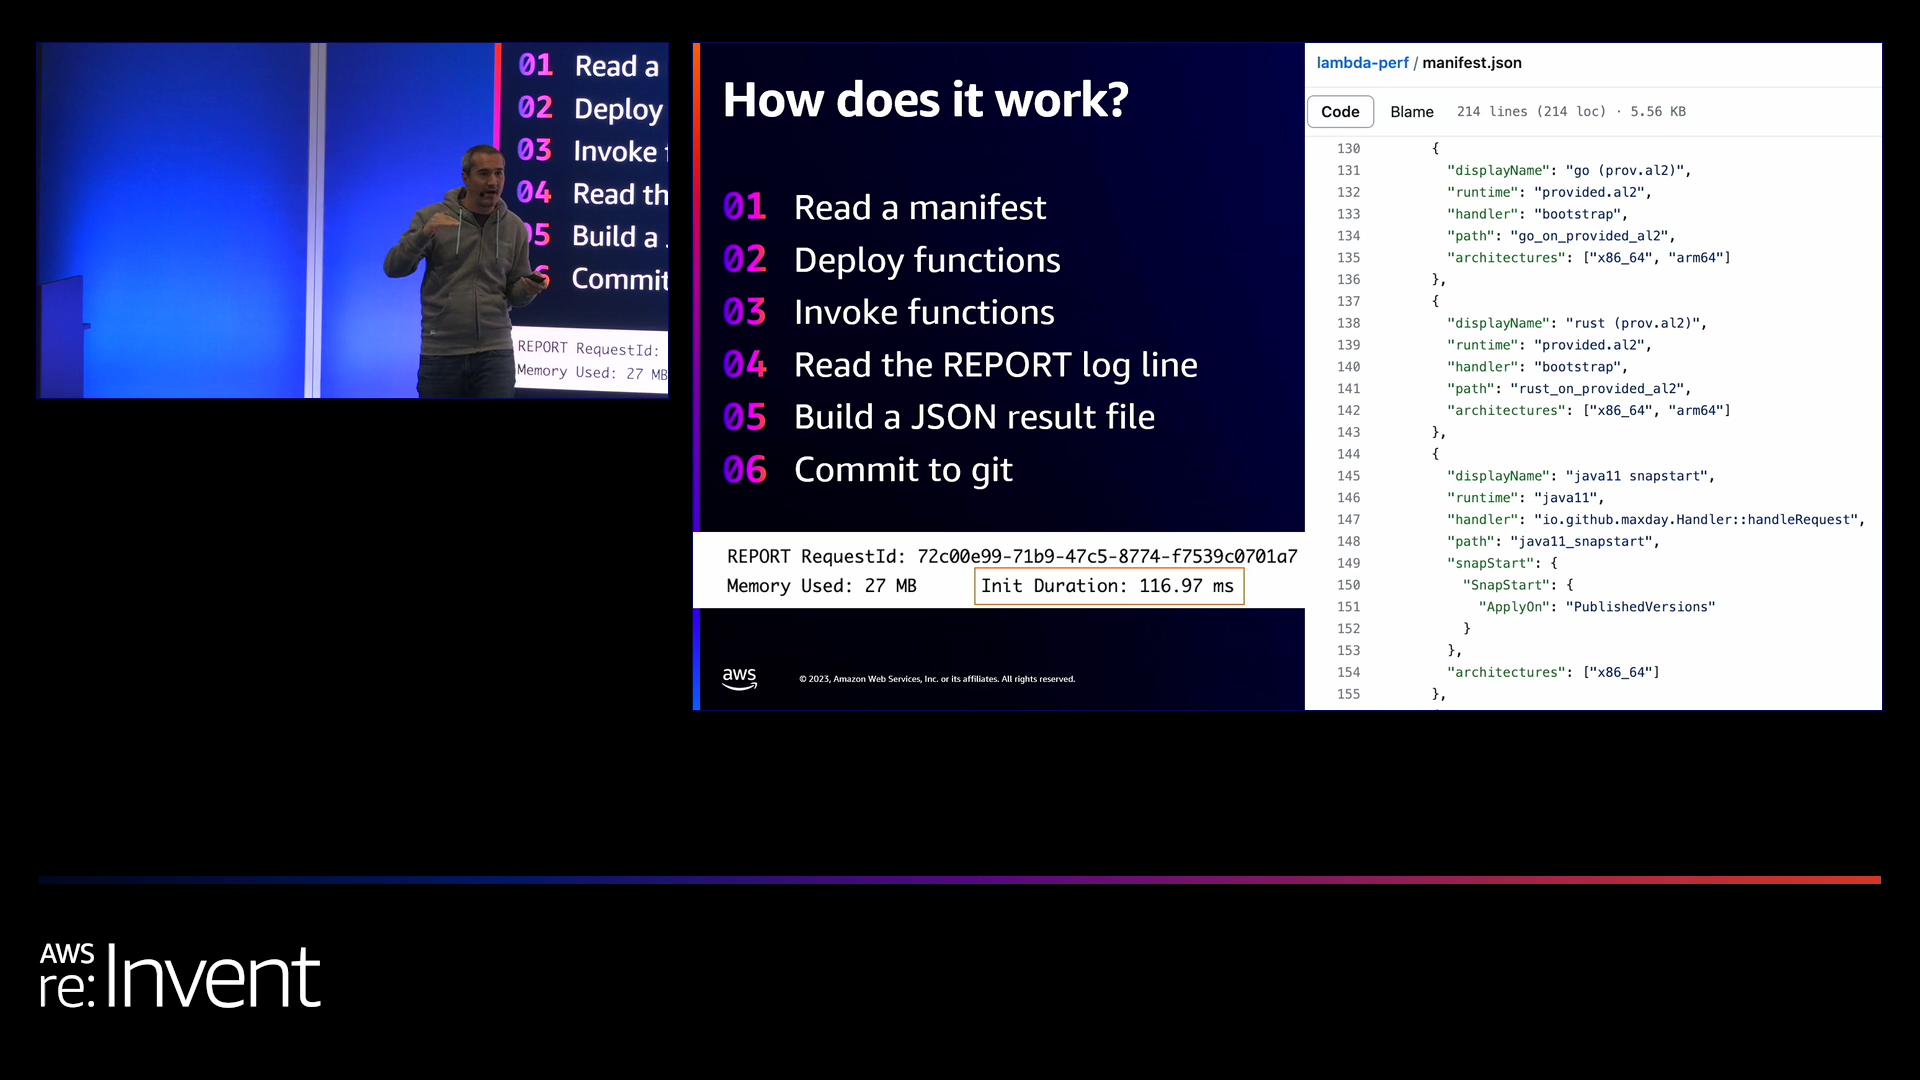 01 Read a
02 Deploy
03 Invoke
04 Read th
05 Build a
Commit
REPORT RequestId:
Memory Used: 27 MB
How does it work?
01 Read a manifest
02 Deploy functions
03 Invoke functions
04 Read the REPORT log line
05 Build a JSON result file
06 Commit to git
REPORT RequestId: 72c00e99-71b9-47c5-8774-f7539c0701a7
Memory Used: 27 MB Init Duration: 116.97 ms
aws © 2023, Amazon Web Services, Inc. or its affiliates. All rights reserved.
lambda-perf / manifest.json
Code Blame 214 lines (214 loc) · 5.56 KB
130 {
131 "displayName": "go (prov.al2)",
132 "runtime": "provided.al2",
133 "handler": "bootstrap",
134 "path": "go_on_provided_al2",
135 "architectures": ["x86_64", "arm64"]
136 },
137 {
138 "displayName": "rust (prov.al2)",
139 "runtime": "provided.al2",
140 "handler": "bootstrap",
141 "path": "rust_on_provided_al2",
142 "architectures": ["x86_64", "arm64"]
143 },
144 {
145 "displayName": "java11 snapstart",
146 "runtime": "java11",
147 "handler": "io.github.maxday.Handler::handleRequest",
148 "path": "java11_snapstart",
149 "snapStart": {
150 "SnapStart": {
151 "ApplyOn": "PublishedVersions"
152 }
153 },
154 "architectures": ["x86_64"]
155 },
AWS
re:Invent